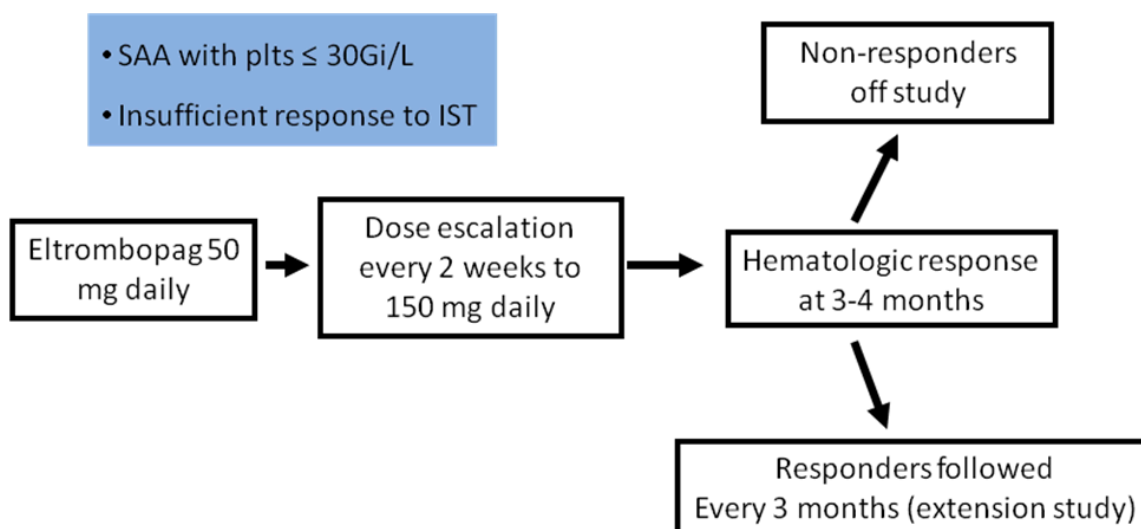 • SAA with plts ≤ 30Gi/L
• Insufficient response to IST
Non-responders
off study
Eltrombopag 50
mg daily
Dose escalation
every 2 weeks to
150 mg daily
Hematologic response
at 3-4 months
Responders followed
Every 3 months (extension study)